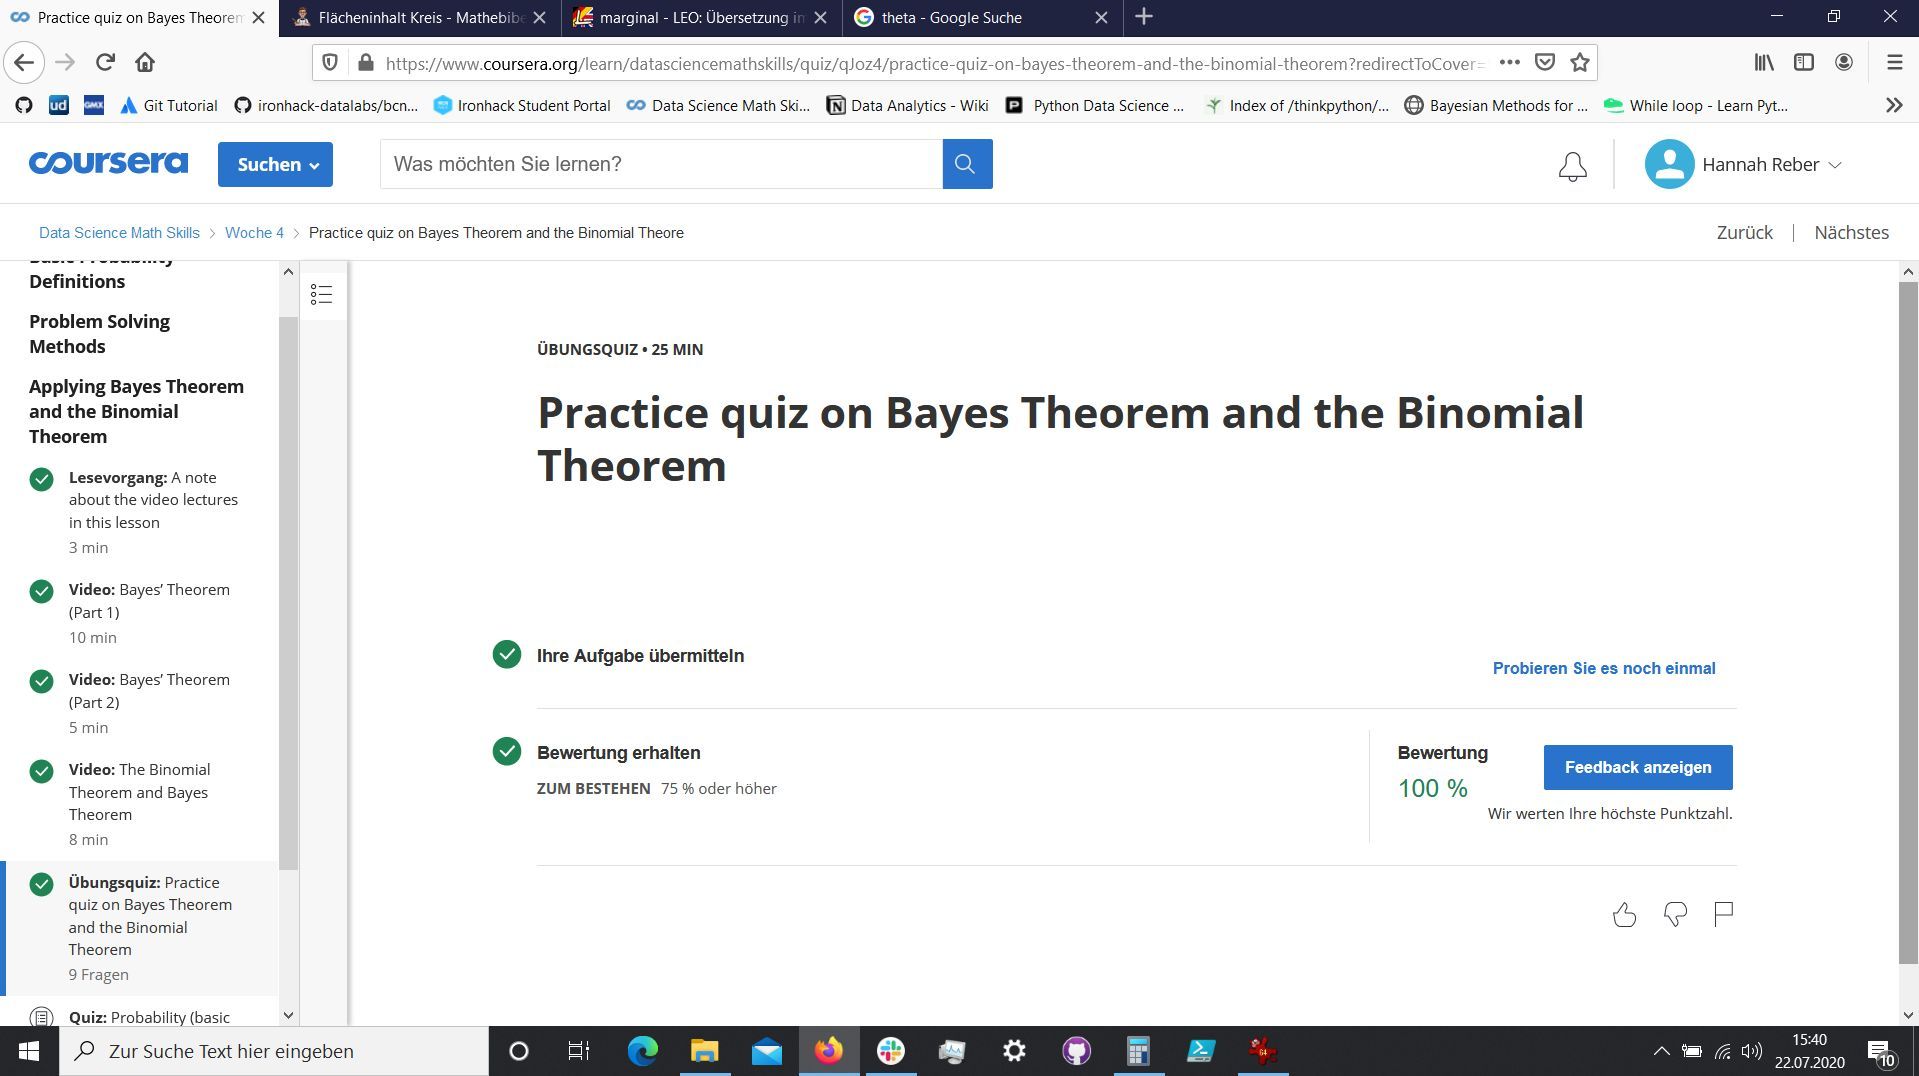 Practice quiz on Bayes Theorem
Flächeninhalt Kreis - Mathebibe
marginal - LEO: Übersetzung im
theta - Google Suche
https://www.coursera.org/learn/datasciencemathskills/quiz/qJoz4/practice-quiz-on-bayes-theorem-and-the-binomial-theorem?redirectToCover=
ud
GMX
Git Tutorial
ironhack-datalabs/bcn...
Ironhack Student Portal
Data Science Math Ski...
Data Analytics - Wiki
Python Data Science ...
Index of /thinkpython/...
Bayesian Methods for ...
While loop - Learn Pyt...
coursera
Suchen
Was möchten Sie lernen?
Hannah Reber
Data Science Math Skills > Woche 4 > Practice quiz on Bayes Theorem and the Binomial Theore
Zurück | Nächstes
Basic Probability
Definitions
Problem Solving
Methods
Applying Bayes Theorem
and the Binomial
Theorem
Lesevorgang: A note
about the video lectures
in this lesson
3 min
Video: Bayes’ Theorem
(Part 1)
10 min
Video: Bayes’ Theorem
(Part 2)
5 min
Video: The Binomial
Theorem and Bayes
Theorem
8 min
Übungsquiz: Practice
quiz on Bayes Theorem
and the Binomial
Theorem
9 Fragen
Quiz: Probability (basic
ÜBUNGSQUIZ • 25 MIN
Practice quiz on Bayes Theorem and the Binomial
Theorem
Ihre Aufgabe übermitteln
Probieren Sie es noch einmal
Bewertung erhalten
ZUM BESTEHEN 75 % oder höher
Bewertung
100 %
Feedback anzeigen
Wir werten Ihre höchste Punktzahl.
Zur Suche Text hier eingeben
64
15:40
22.07.2020
10